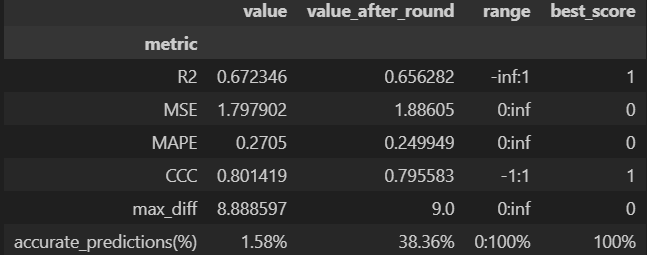 value value_after_round range best_score
metric
R2 0.672346 0.656282 -inf:1 1
MSE 1.797902 1.88605 0:inf 0
MAPE 0.2705 0.249949 0:inf 0
CCC 0.801419 0.795583 -1:1 1
max_diff 8.888597 9.0 0:inf 0
accurate_predictions(%) 1.58% 38.36% 0:100% 100%